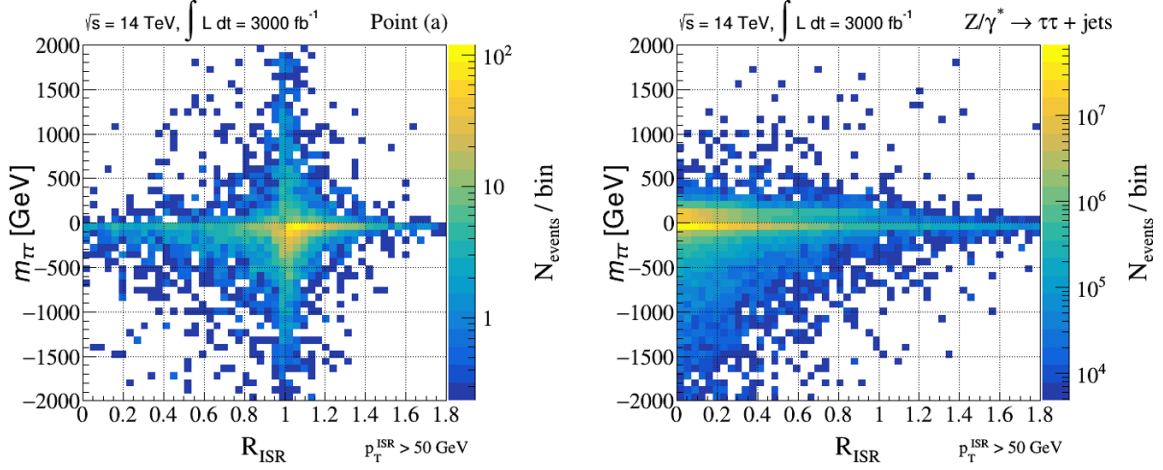 √s = 14 TeV, ∫ L dt = 3000 fb⁻¹ Point (a)
2000
1500
1000
500
0
−500
−1000
−1500
−2000
m_ττ [GeV]
0 0.2 0.4 0.6 0.8 1 1.2 1.4 1.6 1.8
R_ISR
p_T^ISR > 50 GeV
10²
10
1
N_events / bin
√s = 14 TeV, ∫ L dt = 3000 fb⁻¹ Z/γ* → ττ + jets
2000
1500
1000
500
0
−500
−1000
−1500
−2000
m_ττ [GeV]
0 0.2 0.4 0.6 0.8 1 1.2 1.4 1.6 1.8
R_ISR
p_T^ISR > 50 GeV
10⁷
10⁶
10⁵
10⁴
N_events / bin